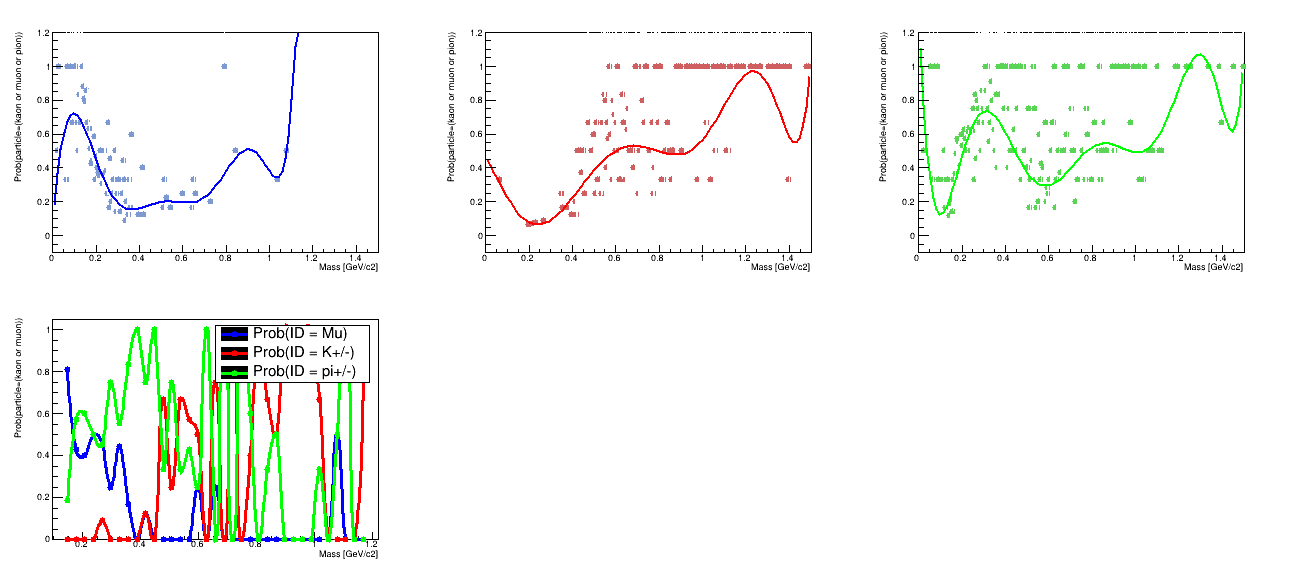 Prob(particle=(kaon or muon or pion))
1.2
1
0.8
0.6
0.4
0.2
0
0 0.2 0.4 0.6 0.8 1 1.2 1.4
Mass [GeV/c2]
Prob(particle=(kaon or muon or pion))
1.2
1
0.8
0.6
0.4
0.2
0
0 0.2 0.4 0.6 0.8 1 1.2 1.4
Mass [GeV/c2]
Prob(particle=(kaon or muon or pion))
1.2
1
0.8
0.6
0.4
0.2
0
0 0.2 0.4 0.6 0.8 1 1.2 1.4
Mass [GeV/c2]
Prob(particle=(kaon or muon))
1
0.8
0.6
0.4
0.2
0
Prob(ID = Mu)
Prob(ID = K+/-)
Prob(ID = pi+/-)
0.2 0.4 0.6 0.8 1 1.2
Mass [GeV/c2]